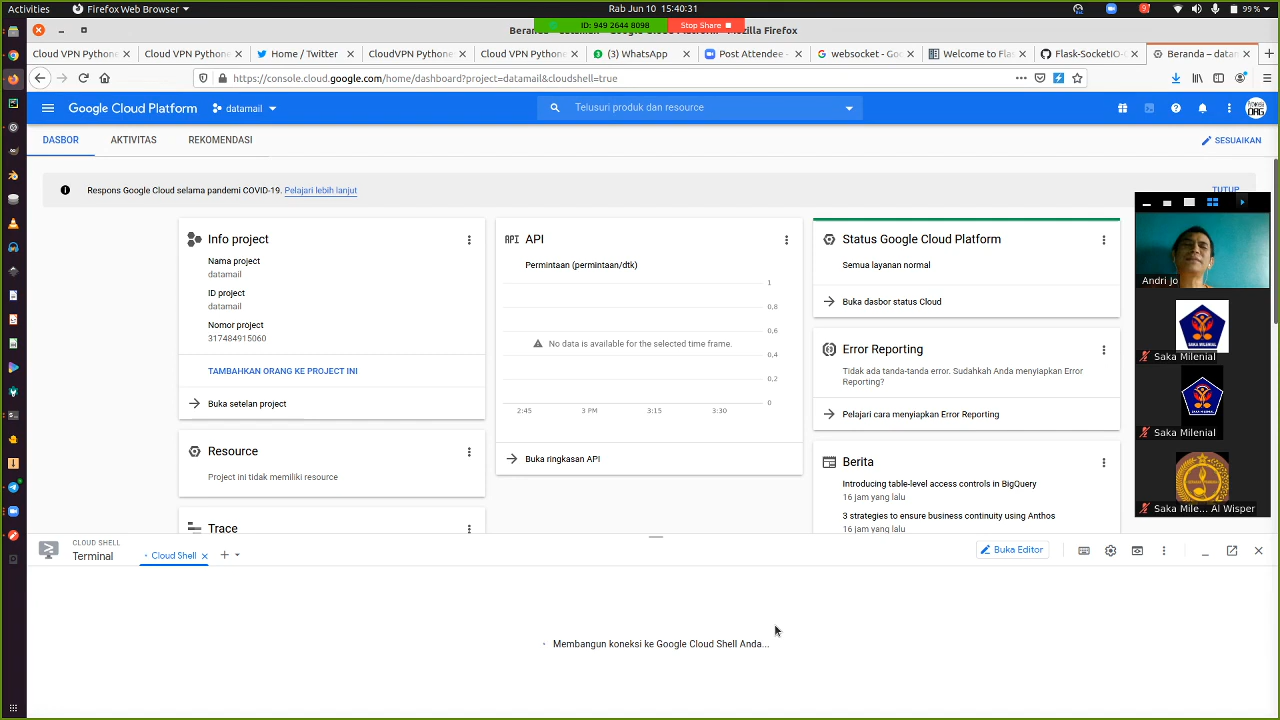 Activities
Firefox Web Browser
Rab Jun 10 15:40:31
99 %
ID: 949 2644 8098
Stop Share
Mozilla Firefox
Cloud VPN Pythone
Cloud VPN Pythone
Home / Twitter
CloudVPN Pythone
Cloud VPN Pythone
(3) WhatsApp
Post Attendee -
websocket - Goo
Welcome to Flas
Flask-SocketIO-C
Beranda – datam
https://console.cloud.google.com/home/dashboard?project=datamail&cloudshell=true
Google Cloud Platform
datamail
Telusuri produk dan resource
DASBOR
AKTIVITAS
REKOMENDASI
SESUAIKAN
Respons Google Cloud selama pandemi COVID-19. Pelajari lebih lanjut
TUTUP
Info project
Nama project
datamail
ID project
datamail
Nomor project
317484915060
TAMBAHKAN ORANG KE PROJECT INI
Buka setelan project
Resource
Project ini tidak memiliki resource
Trace
API API
Permintaan (permintaan/dtk)
1
0,8
0,6
No data is available for the selected time frame.
0,4
0,2
0
2:45
3 PM
3:15
3:30
Buka ringkasan API
Status Google Cloud Platform
Semua layanan normal
Buka dasbor status Cloud
Error Reporting
Tidak ada tanda-tanda error. Sudahkah Anda menyiapkan Error
Reporting?
Pelajari cara menyiapkan Error Reporting
Berita
Introducing table-level access controls in BigQuery
16 jam yang lalu
3 strategies to ensure business continuity using Anthos
16 jam yang lalu
Andri Jo
Saka Milenial
Saka Milenial
Saka Mile... Al Wisper
CLOUD SHELL
Terminal
Cloud Shell
Buka Editor
Membangun koneksi ke Google Cloud Shell Anda...